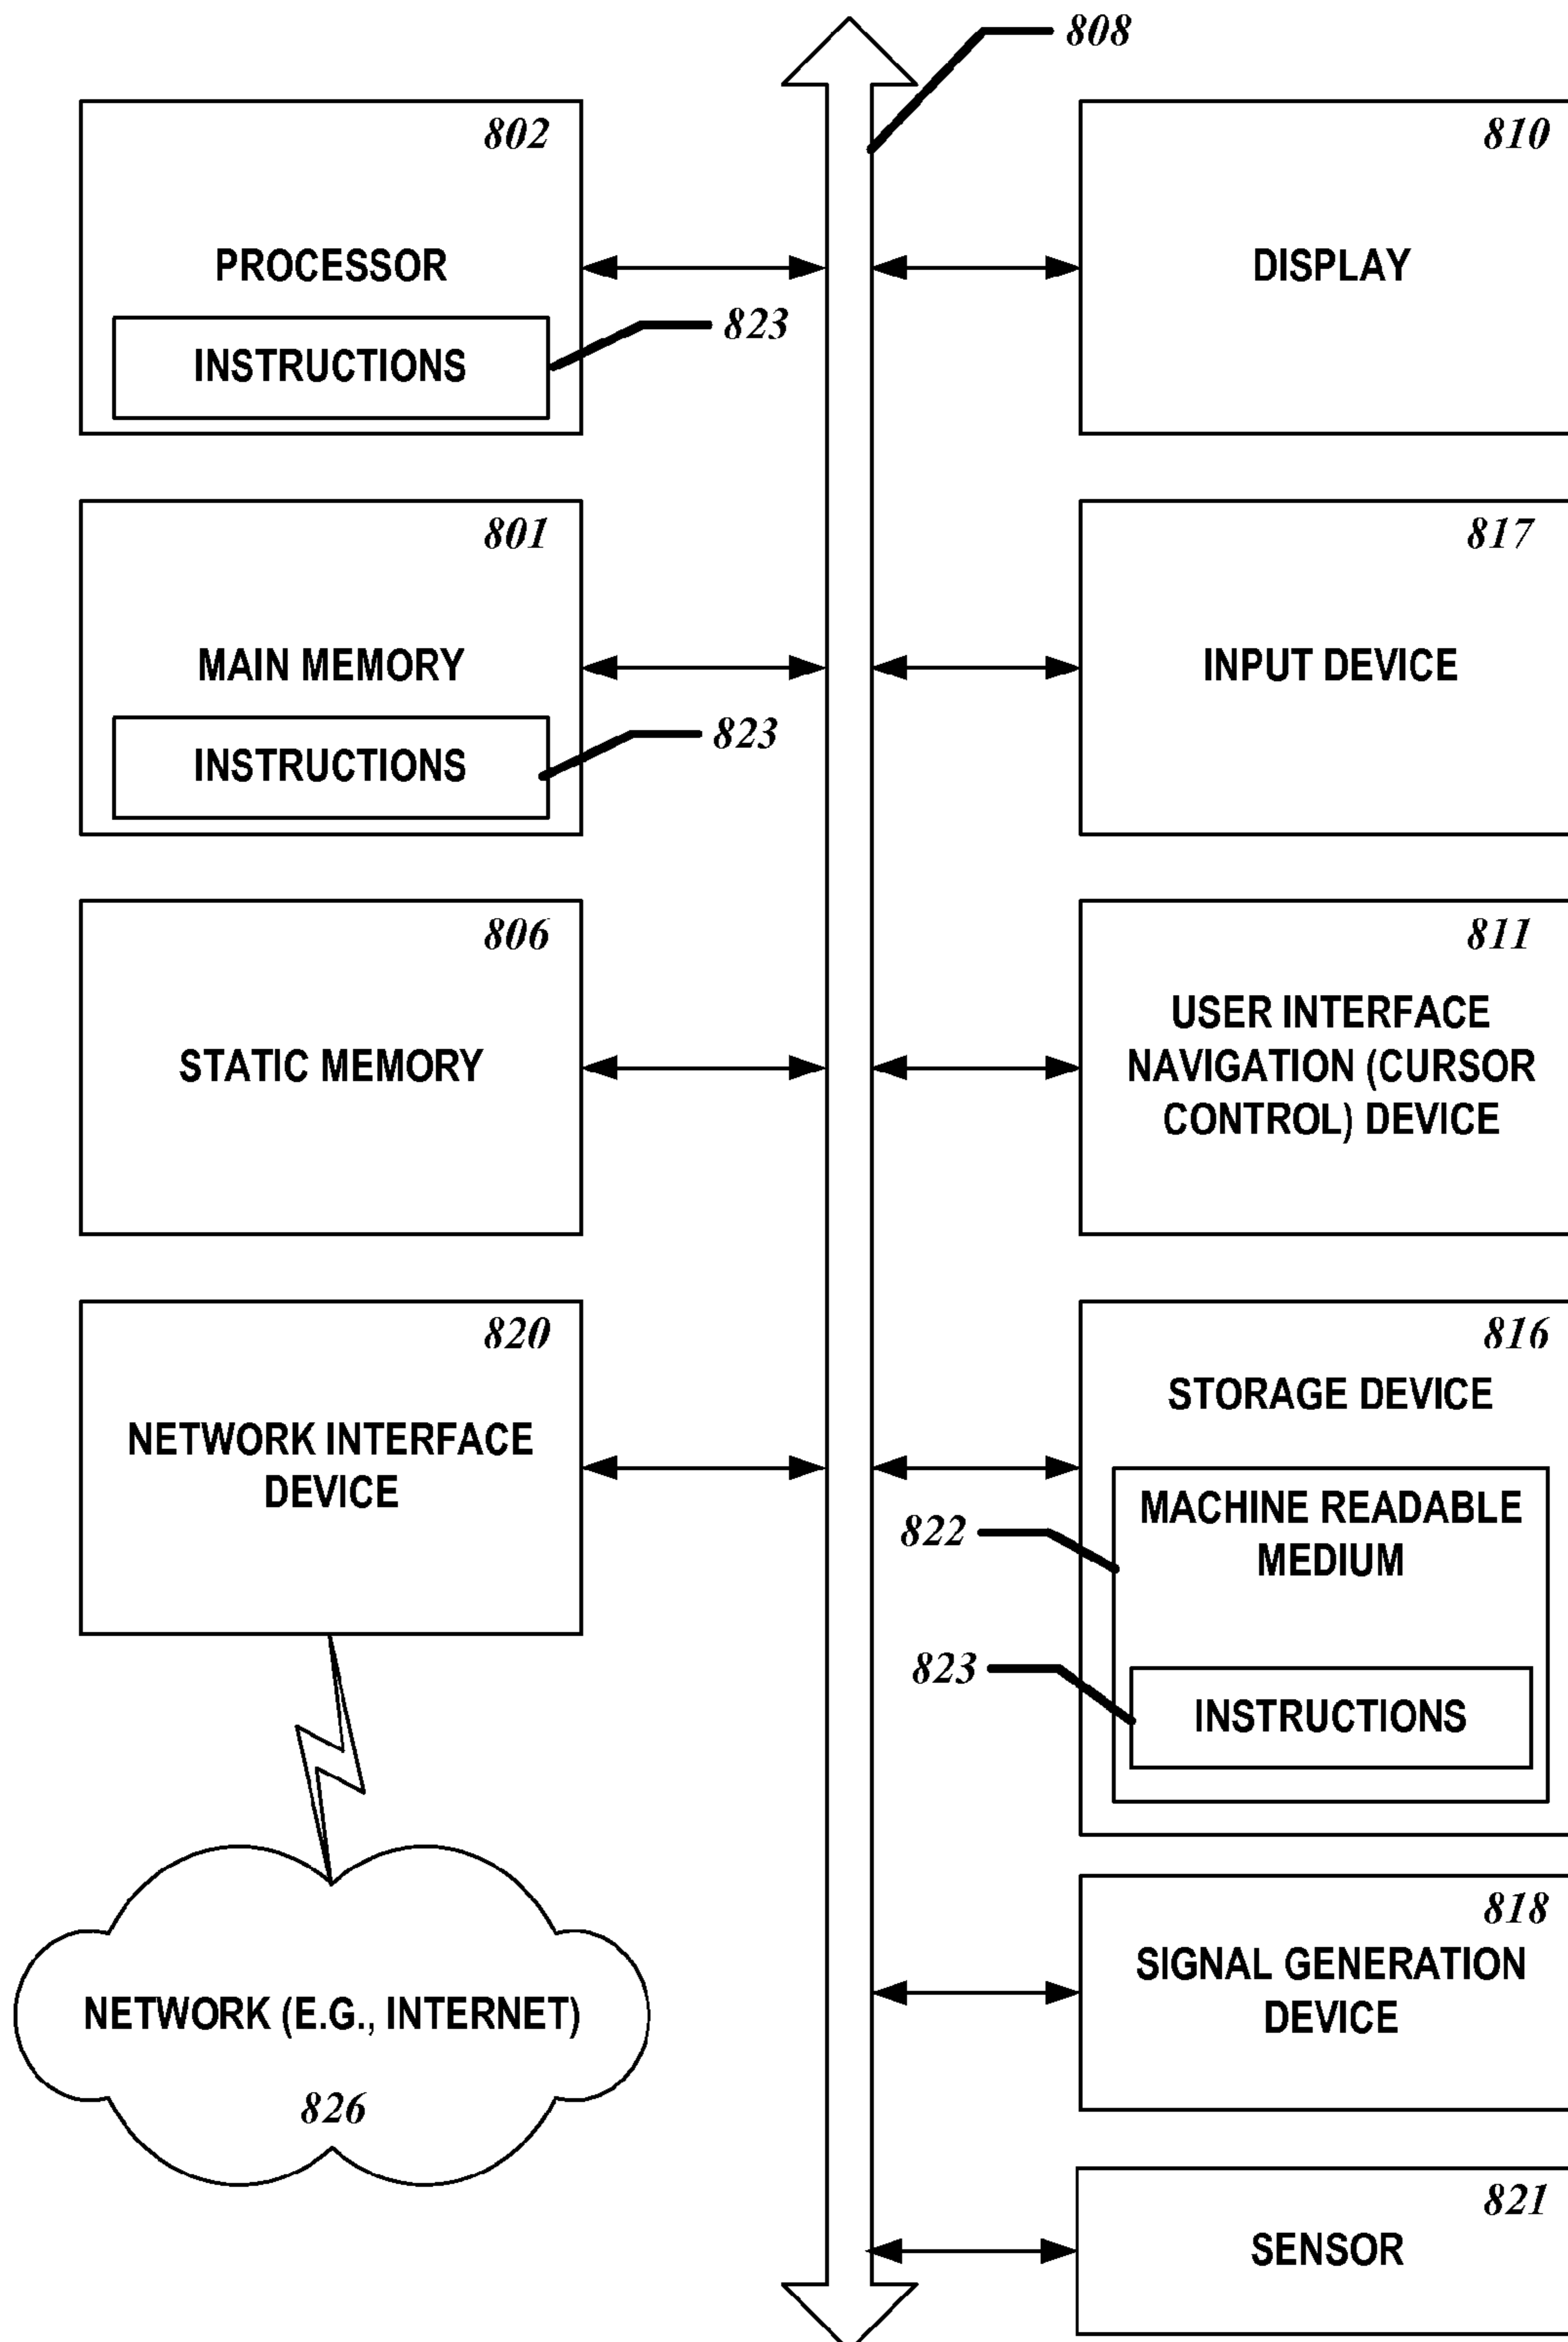 808
802
PROCESSOR
INSTRUCTIONS
823
810
DISPLAY
801
MAIN MEMORY
INSTRUCTIONS
823
817
INPUT DEVICE
806
STATIC MEMORY
811
USER INTERFACE
NAVIGATION (CURSOR
CONTROL) DEVICE
820
NETWORK INTERFACE
DEVICE
816
STORAGE DEVICE
822
MACHINE READABLE
MEDIUM
823
INSTRUCTIONS
NETWORK (E.G., INTERNET)
826
818
SIGNAL GENERATION
DEVICE
821
SENSOR